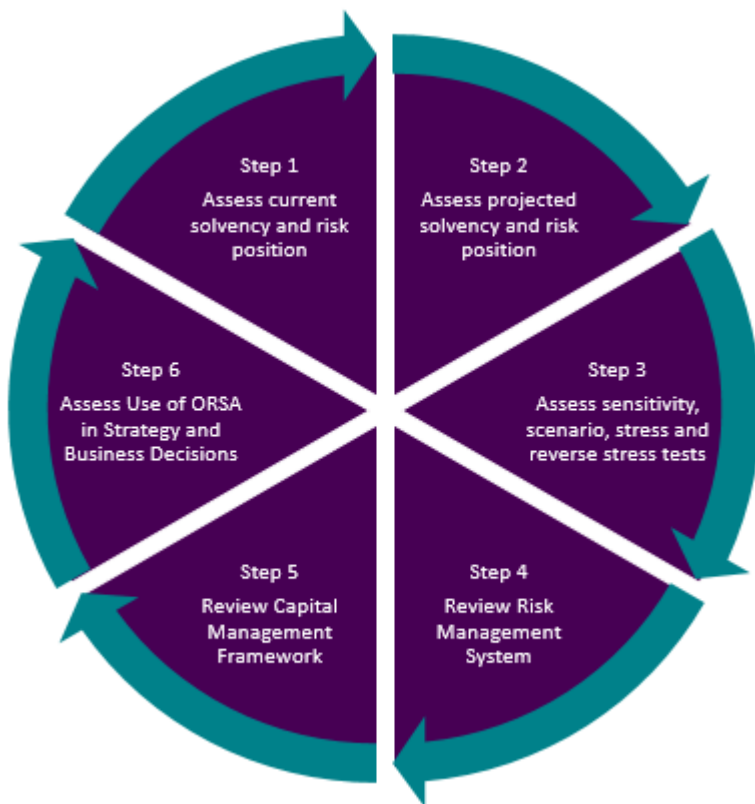 Step 1
Assess current
solvency and risk
position
Step 2
Assess projected
solvency and risk
position
Step 3
Assess sensitivity,
scenario, stress and
reverse stress tests
Step 4
Review Risk
Management
System
Step 5
Review Capital
Management
Framework
Step 6
Assess Use of ORSA
in Strategy and
Business Decisions